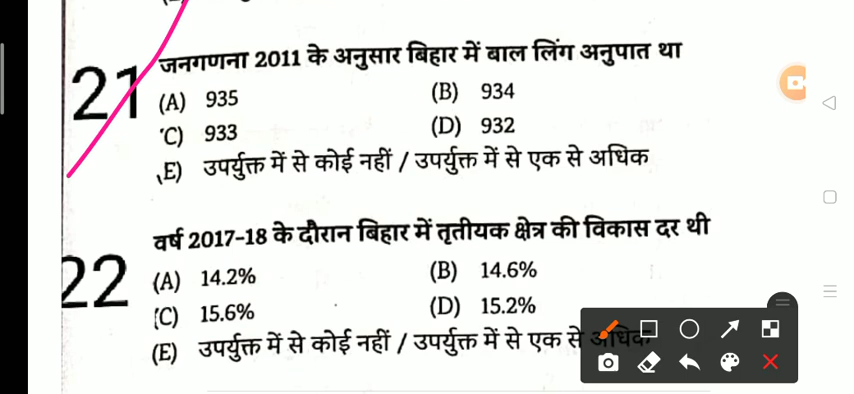 21
जनगणना 2011 के अनुसार बिहार में बाल लिंग अनुपात था
(A) 935
(B) 934
C) 933
(D) 932
E) उपर्युक्त में से कोई नहीं / उपर्युक्त में से एक से अधिक
22
वर्ष 2017-18 के दौरान बिहार में तृतीयक क्षेत्र की विकास दर थी
(A) 14.2%
(B) 14.6%
(C) 15.6%
(D) 15.2%
(E) उपर्युक्त में से कोई नहीं / उपर्युक्त में से एक से अधिक